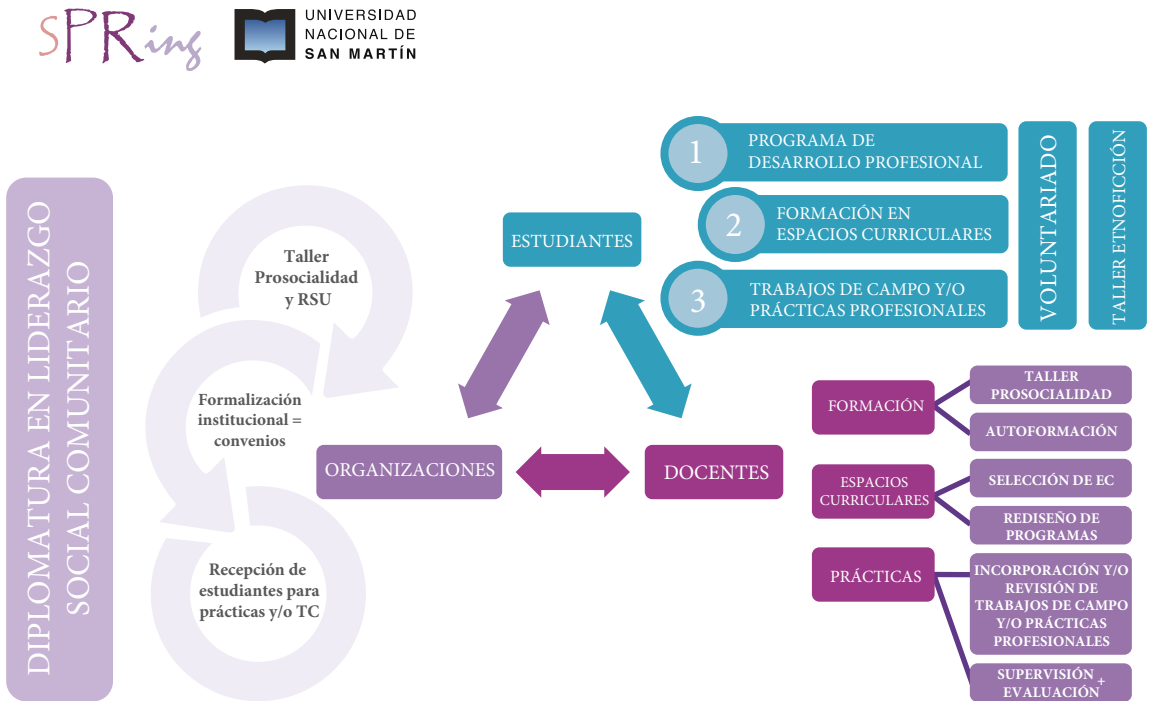 SPRing
UNIVERSIDAD
NACIONAL DE
SAN MARTÍN
DIPLOMATURA EN LIDERAZGO
SOCIAL COMUNITARIO
Taller
Prosocialidad
y RSU
Formalización
institucional =
convenios
Recepción de
estudiantes para
prácticas y/o TC
ESTUDIANTES
ORGANIZACIONES
DOCENTES
1
PROGRAMA DE
DESARROLLO PROFESIONAL
2
FORMACIÓN EN
ESPACIOS CURRICULARES
3
TRABAJOS DE CAMPO Y/O
PRÁCTICAS PROFESIONALES
VOLUNTARIADO
TALLER ETNOFICCIÓN
FORMACIÓN
TALLER
PROSOCIALIDAD
AUTOFORMACIÓN
ESPACIOS
CURRICULARES
SELECCIÓN DE EC
REDISEÑO DE
PROGRAMAS
PRÁCTICAS
INCORPORACIÓN Y/O
REVISIÓN DE
TRABAJOS DE CAMPO
Y/O PRÁCTICAS
PROFESIONALES
SUPERVISIÓN +
EVALUACIÓN